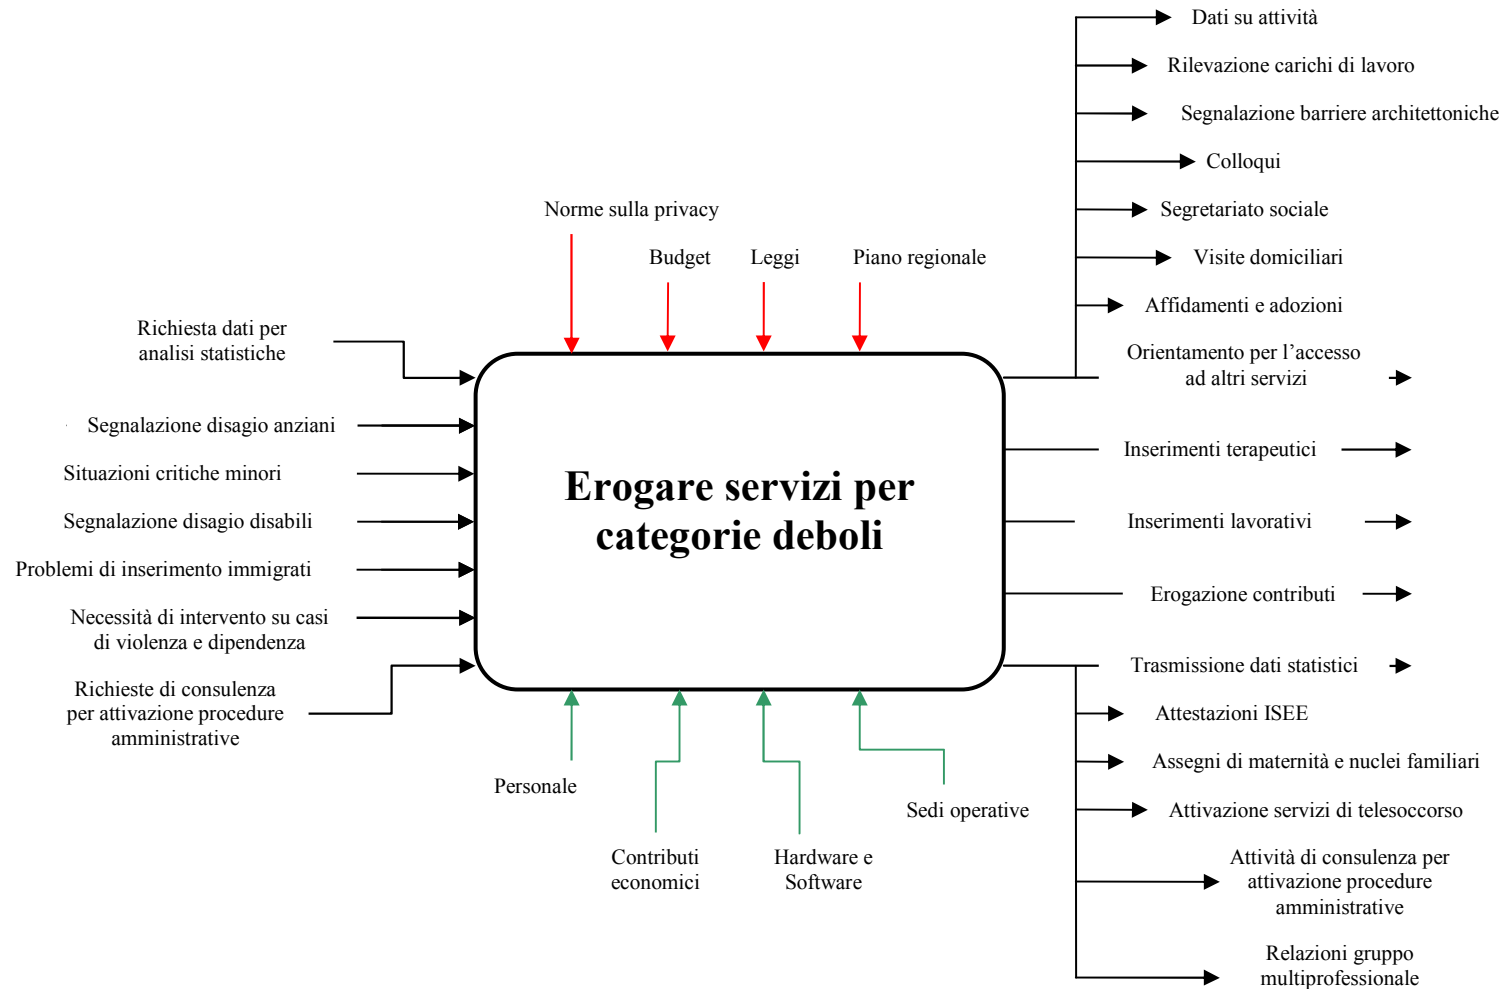 Dati su attività
Rilevazione carichi di lavoro
Segnalazione barriere architettoniche
Colloqui
Segretariato sociale
Visite domiciliari
Affidamenti e adozioni
Orientamento per l’accesso
ad altri servizi
Inserimenti terapeutici
Inserimenti lavorativi
Erogazione contributi
Trasmissione dati statistici
Attestazioni ISEE
Assegni di maternità e nuclei familiari
Attivazione servizi di telesoccorso
Attività di consulenza per
attivazione procedure
amministrative
Relazioni gruppo
multiprofessionale
Norme sulla privacy
Budget
Leggi
Piano regionale
Richiesta dati per
analisi statistiche
Segnalazione disagio anziani
Situazioni critiche minori
Segnalazione disagio disabili
Problemi di inserimento immigrati
Necessità di intervento su casi
di violenza e dipendenza
Richieste di consulenza
per attivazione procedure
amministrative
Erogare servizi per
categorie deboli
Personale
Contributi
economici
Hardware e
Software
Sedi operative